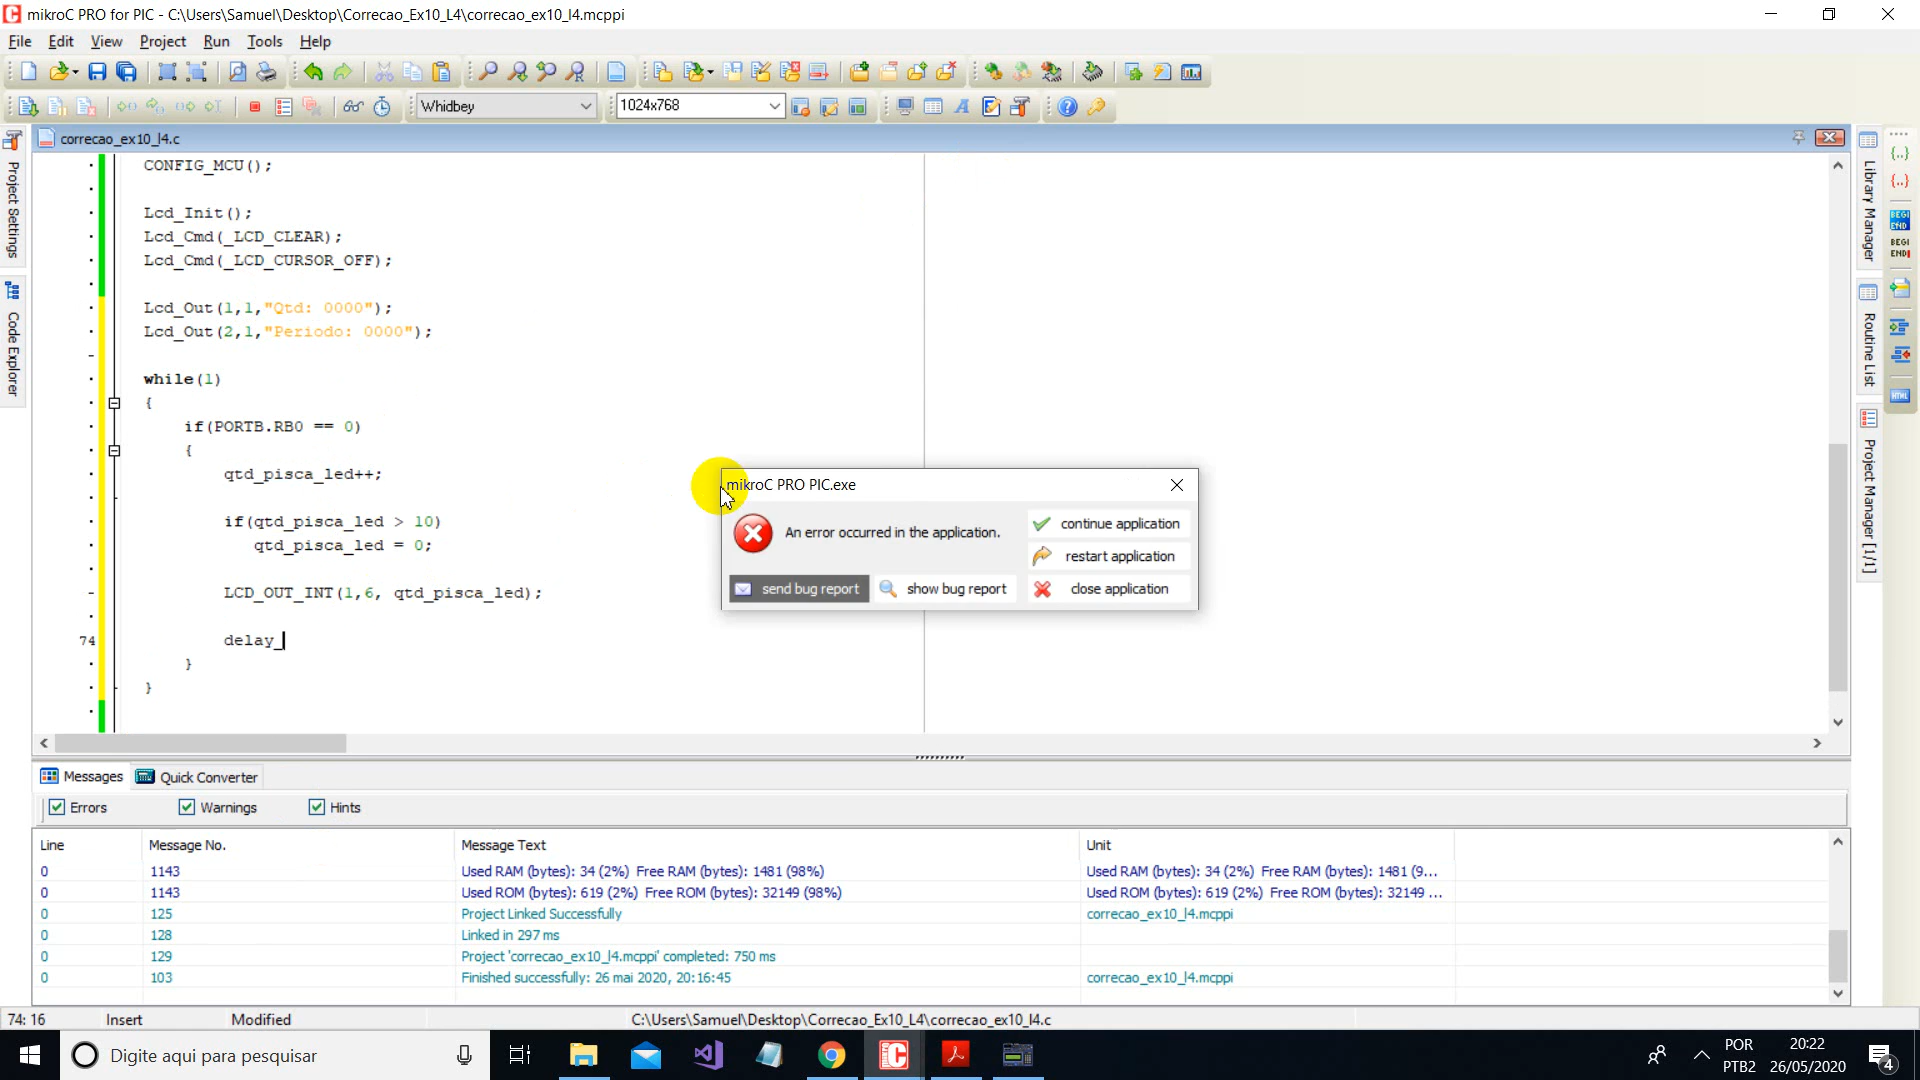 mikroC PRO for PIC - C:\Users\Samuel\Desktop\Correcao_Ex10_L4\correcao_ex10_l4.mcppi
File Edit View Project Run Tools Help
Whidbey 1024x768
correcao_ex10_l4.c
Project Settings
Code Explorer
CONFIG_MCU();
Lcd_Init();
Lcd_Cmd(_LCD_CLEAR);
Lcd_Cmd(_LCD_CURSOR_OFF);
Lcd_Out(1,1,"Qtd: 0000");
Lcd_Out(2,1,"Periodo: 0000");
while(1)
{
if(PORTB.RB0 == 0)
{
qtd_pisca_led++;
if(qtd_pisca_led > 10)
qtd_pisca_led = 0;
LCD_OUT_INT(1,6, qtd_pisca_led);
74 delay_
}
}
mikroC PRO PIC.exe
An error occurred in the application.
continue application
restart application
send bug report show bug report close application
Library Manager
Routine List
Project Manager [1/1]
{..}
{..}
BEGI
END
BEGI
END
HTML
Messages Quick Converter
Errors Warnings Hints
Line Message No. Message Text Unit
0 1143 Used RAM (bytes): 34 (2%) Free RAM (bytes): 1481 (98%) Used RAM (bytes): 34 (2%) Free RAM (bytes): 1481 (9...
0 1143 Used ROM (bytes): 619 (2%) Free ROM (bytes): 32149 (98%) Used ROM (bytes): 619 (2%) Free ROM (bytes): 32149 ...
0 125 Project Linked Successfully correcao_ex10_l4.mcppi
0 128 Linked in 297 ms
0 129 Project 'correcao_ex10_l4.mcppi' completed: 750 ms
0 103 Finished successfully: 26 mai 2020, 20:16:45 correcao_ex10_l4.mcppi
74: 16 Insert Modified C:\Users\Samuel\Desktop\Correcao_Ex10_L4\correcao_ex10_l4.c
Digite aqui para pesquisar
POR 20:22
PTB2 26/05/2020 4